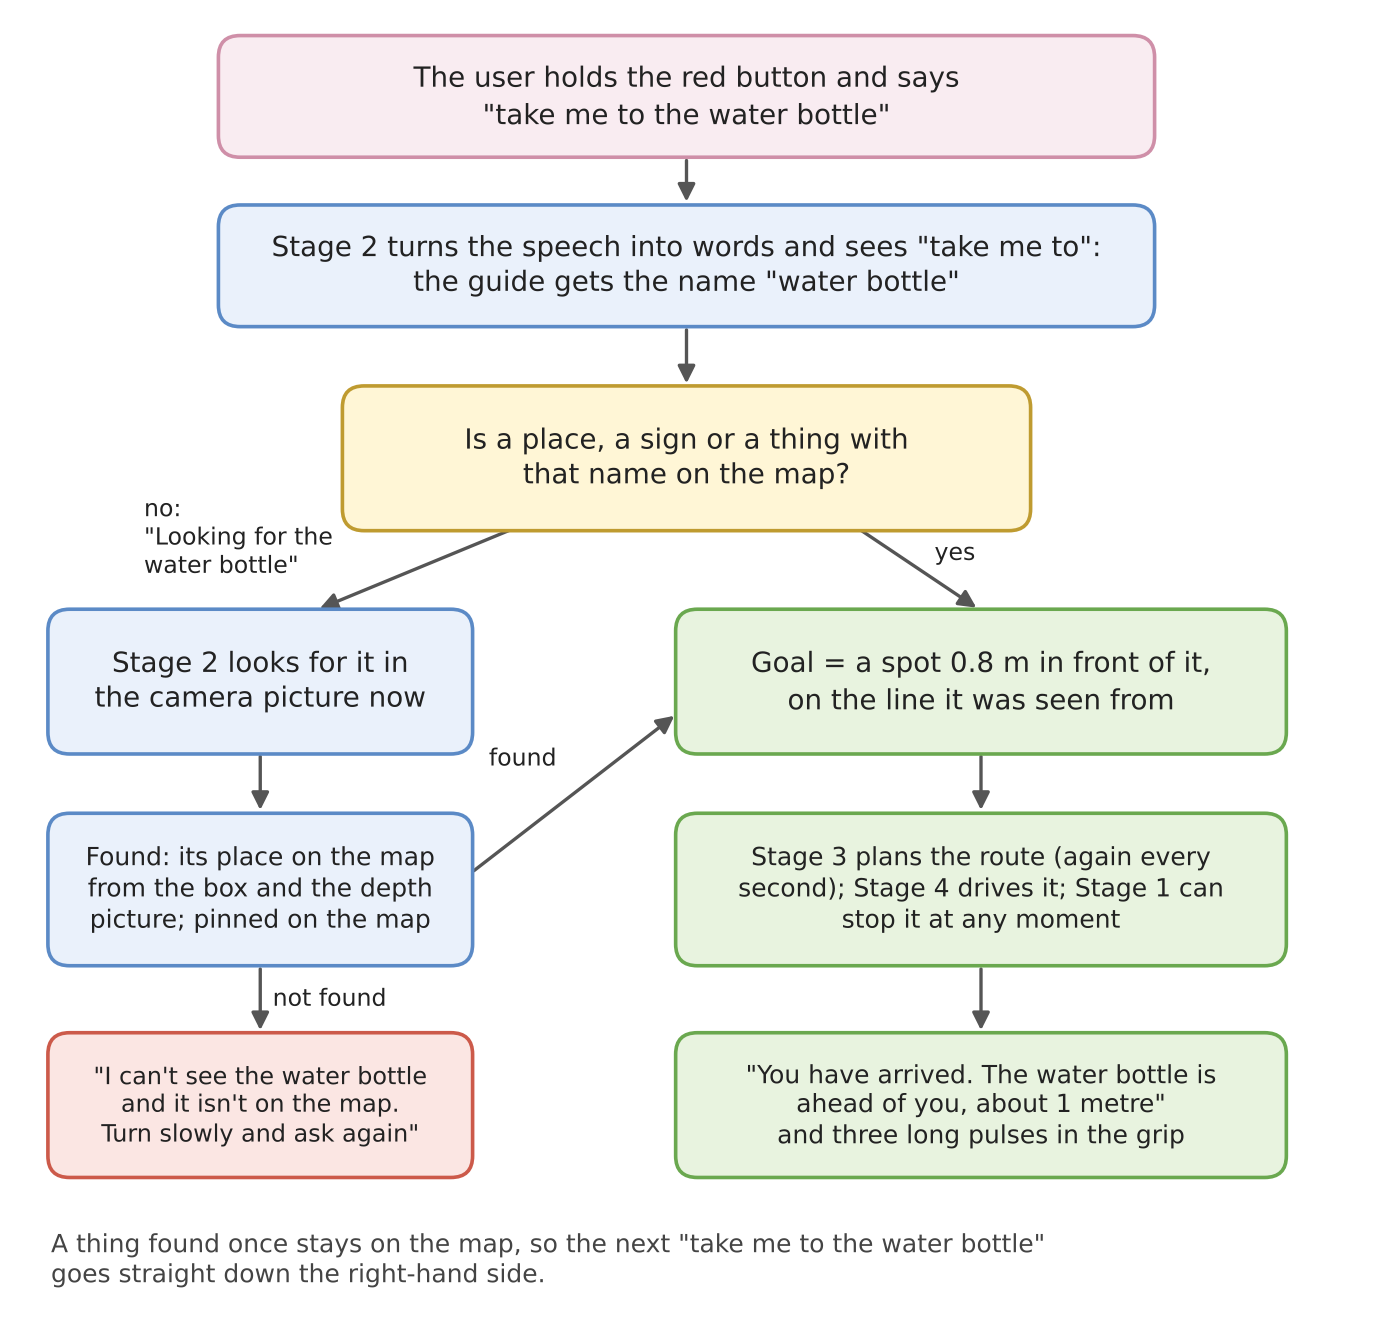 The user holds the red button and says
"take me to the water bottle"
Stage 2 turns the speech into words and sees "take me to":
the guide gets the name "water bottle"
Is a place, a sign or a thing with
that name on the map?
no:
"Looking for the
water bottle"
yes
Stage 2 looks for it in
the camera picture now
Goal = a spot 0.8 m in front of it,
on the line it was seen from
found
Found: its place on the map
from the box and the depth
picture; pinned on the map
Stage 3 plans the route (again every
second); Stage 4 drives it; Stage 1 can
stop it at any moment
not found
"I can't see the water bottle
and it isn't on the map.
Turn slowly and ask again"
"You have arrived. The water bottle is
ahead of you, about 1 metre"
and three long pulses in the grip
A thing found once stays on the map, so the next "take me to the water bottle"
goes straight down the right-hand side.